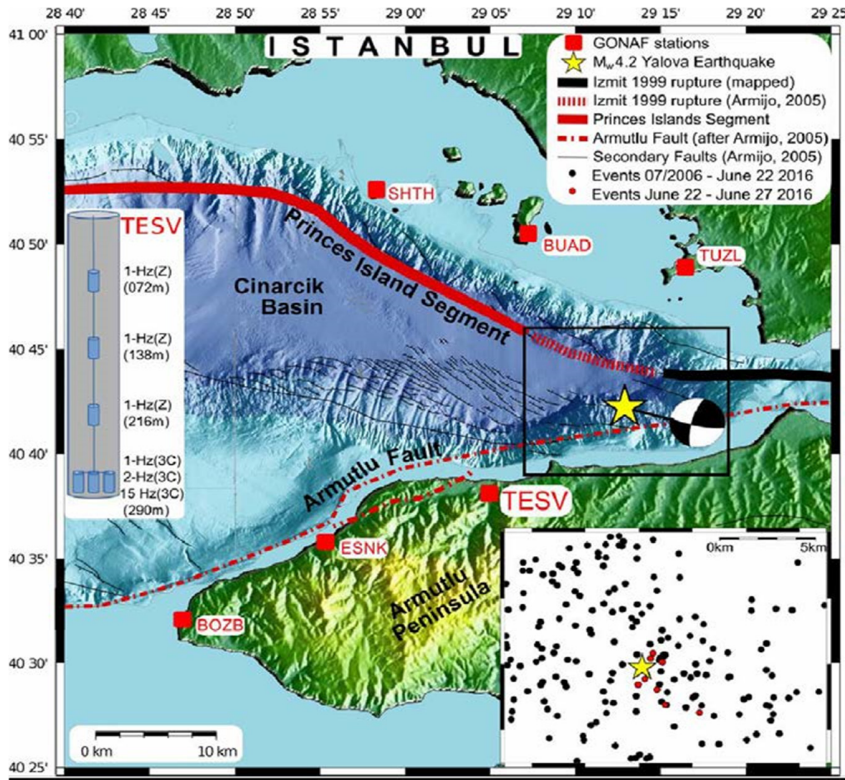 28 40' 28 45' 28 50' 28 55' 29 00' 29 05' 29 10' 29 15' 29 20' 29 25'
41 00'
40 55'
40 50'
40 45'
40 40'
40 35'
40 30'
40 25'
ISTANBUL
GONAF stations
Mw4.2 Yalova Earthquake
Izmit 1999 rupture (mapped)
Izmit 1999 rupture (Armijo, 2005)
Princes Islands Segment
Armutlu Fault (after Armijo, 2005)
Secondary Faults (Armijo, 2005)
Events 07/2006 - June 22 2016
Events June 22 - June 27 2016
SHTH
BUAD
TUZL
Princes Island Segment
Cinarcik
Basin
TESV
1-Hz(Z)
(072m)
1-Hz(Z)
(138m)
1-Hz(Z)
(216m)
1-Hz(3C)
2-Hz(3C)
15 Hz(3C)
(290m)
Armutlu Fault
TESV
ESNK
BOZB
Armutlu
Peninsula
0km 5km
0 km 10 km